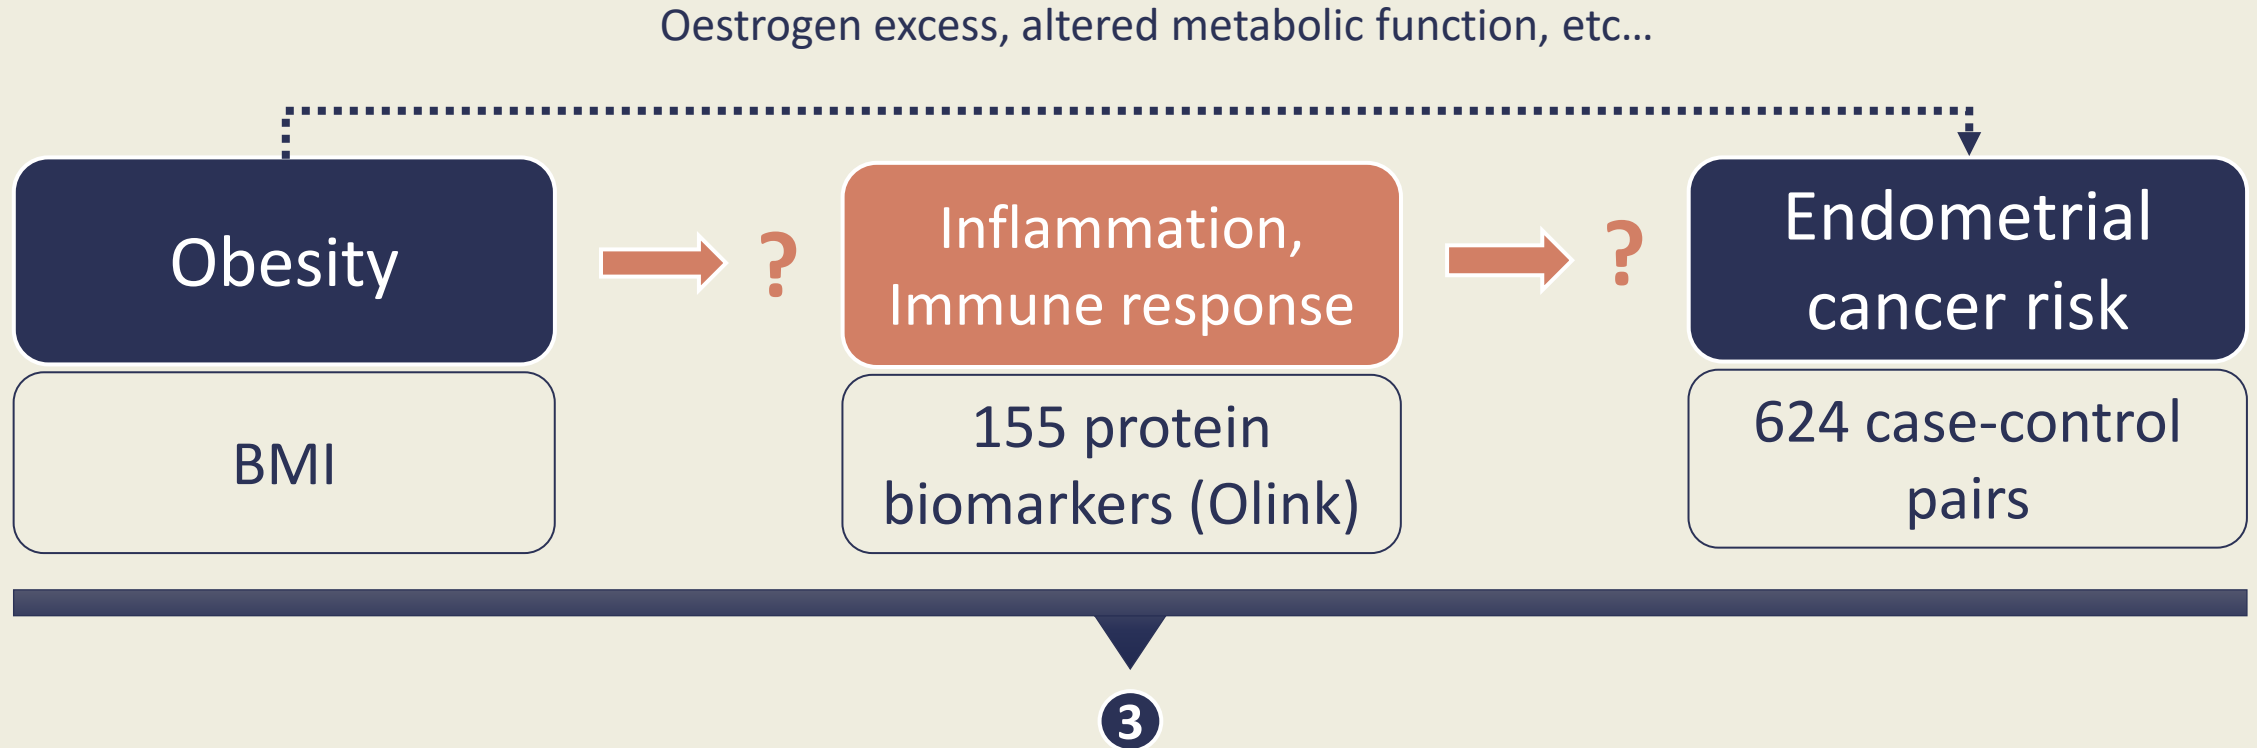 Oestrogen excess, altered metabolic function, etc…
Obesity
?
Inflammation,
Immune response
?
Endometrial
cancer risk
BMI
155 protein
biomarkers (Olink)
624 case-control
pairs
3